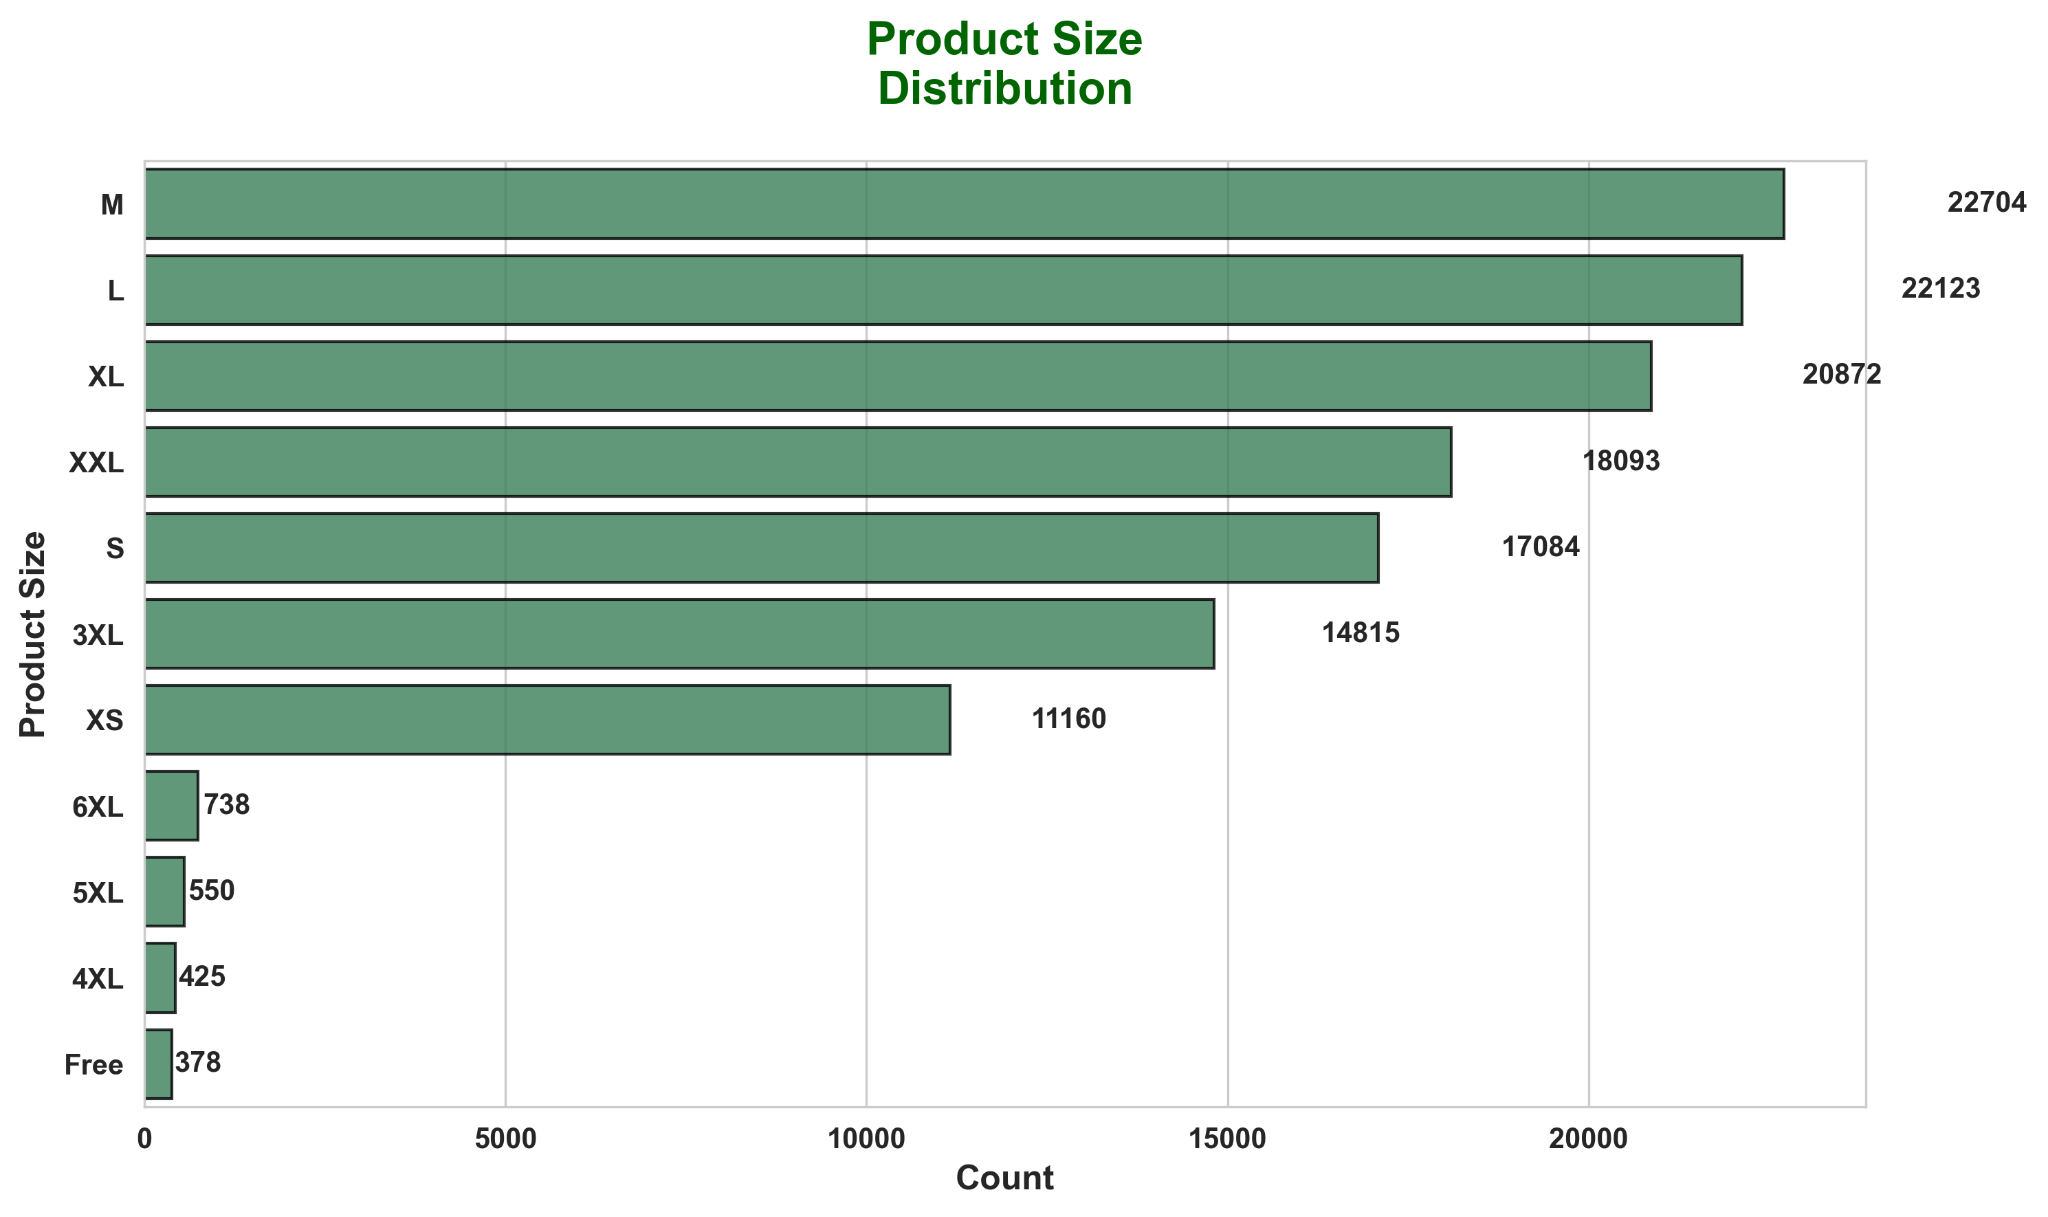 Product Size
Distribution
M 22704
L 22123
XL 20872
XXL 18093
S 17084
3XL 14815
XS 11160
6XL 738
5XL 550
4XL 425
Free 378
Product Size
0 5000 10000 15000 20000
Count